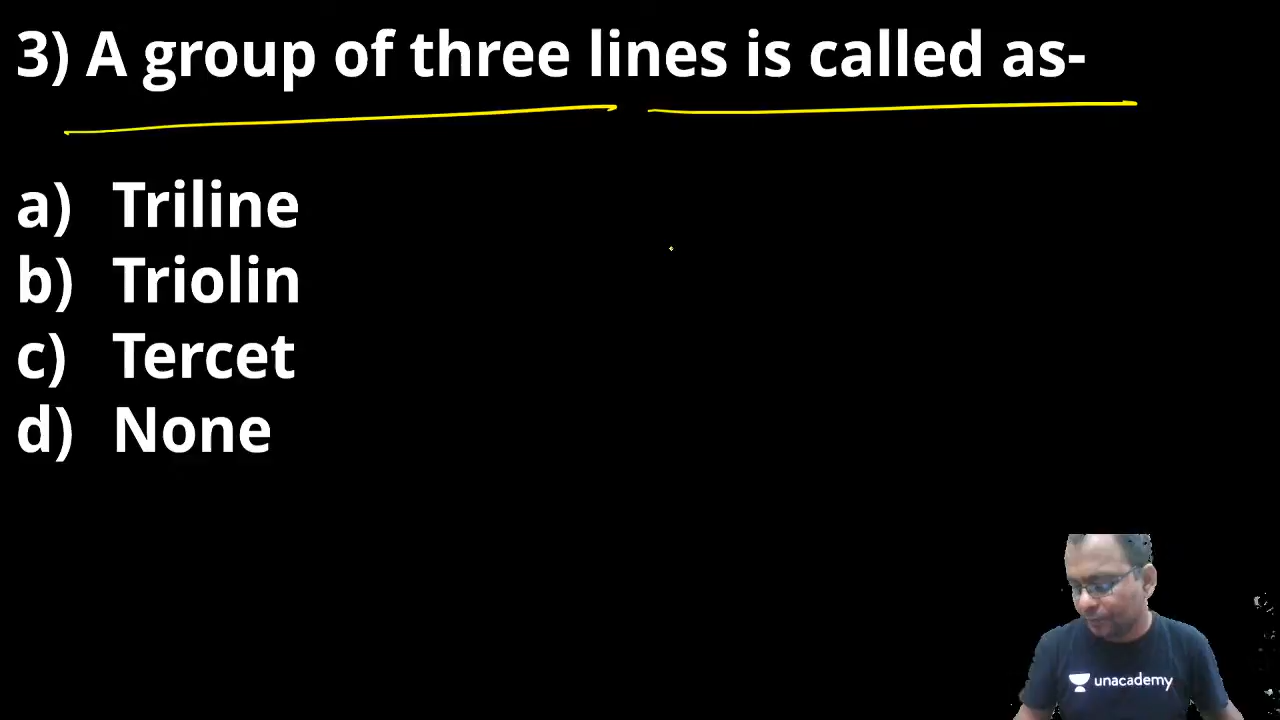 3) A group of three lines is called as-
a) Triline
b) Triolin
c) Tercet
d) None
unacademy